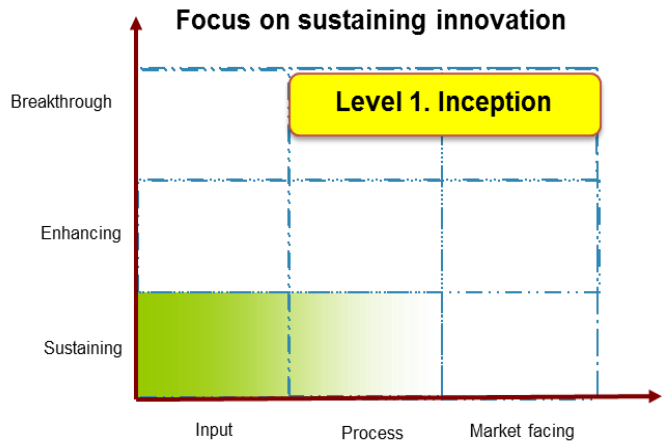 Focus on sustaining innovation
Level 1. Inception
Breakthrough
Enhancing
Sustaining
Input
Process
Market facing